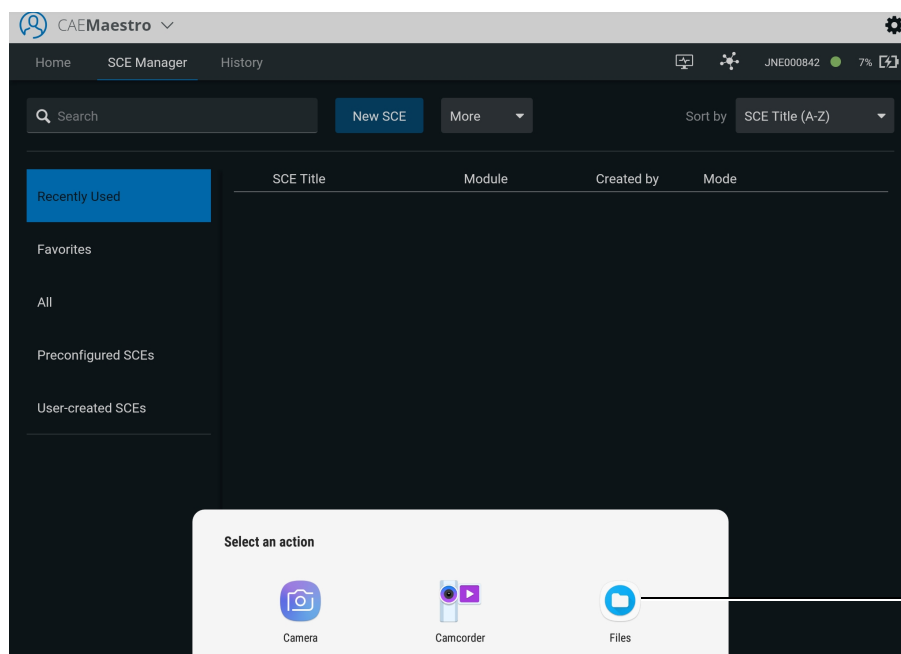 CAEMaestro
Home SCE Manager History JNE000842 7%
Search New SCE More Sort by SCE Title (A-Z)
SCE Title Module Created by Mode
Recently Used
Favorites
All
Preconfigured SCEs
User-created SCEs
Select an action
Camera Camcorder Files